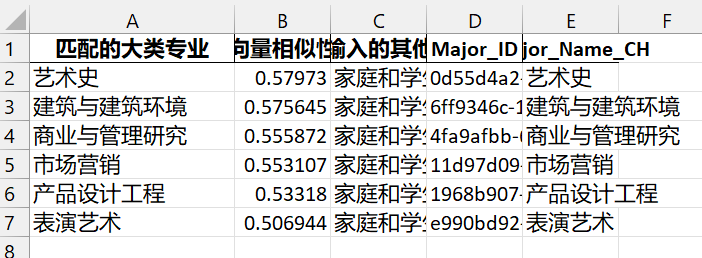 A B C D E F
1 匹配的大类专业 向量相似性 输入的其他 Major_ID jor_Name_CH
2 艺术史 0.57973 家庭和学生 0d55d4a2- 艺术史
3 建筑与建筑环境 0.575645 家庭和学生 6ff9346c-1 建筑与建筑环境
4 商业与管理研究 0.555872 家庭和学生 4fa9afbb- 商业与管理研究
5 市场营销 0.553107 家庭和学生 11d97d09- 市场营销
6 产品设计工程 0.53318 家庭和学生 1968b907- 产品设计工程
7 表演艺术 0.506944 家庭和学生 e990bd92- 表演艺术
8